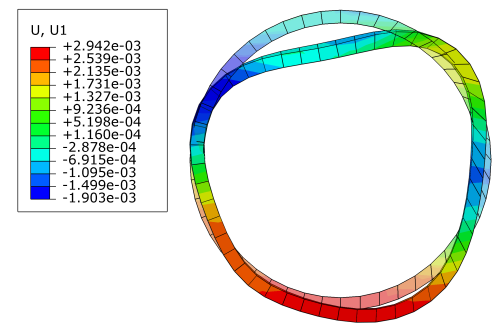 U, U1
+2.942e-03
+2.539e-03
+2.135e-03
+1.731e-03
+1.327e-03
+9.236e-04
+5.198e-04
+1.160e-04
-2.878e-04
-6.915e-04
-1.095e-03
-1.499e-03
-1.903e-03